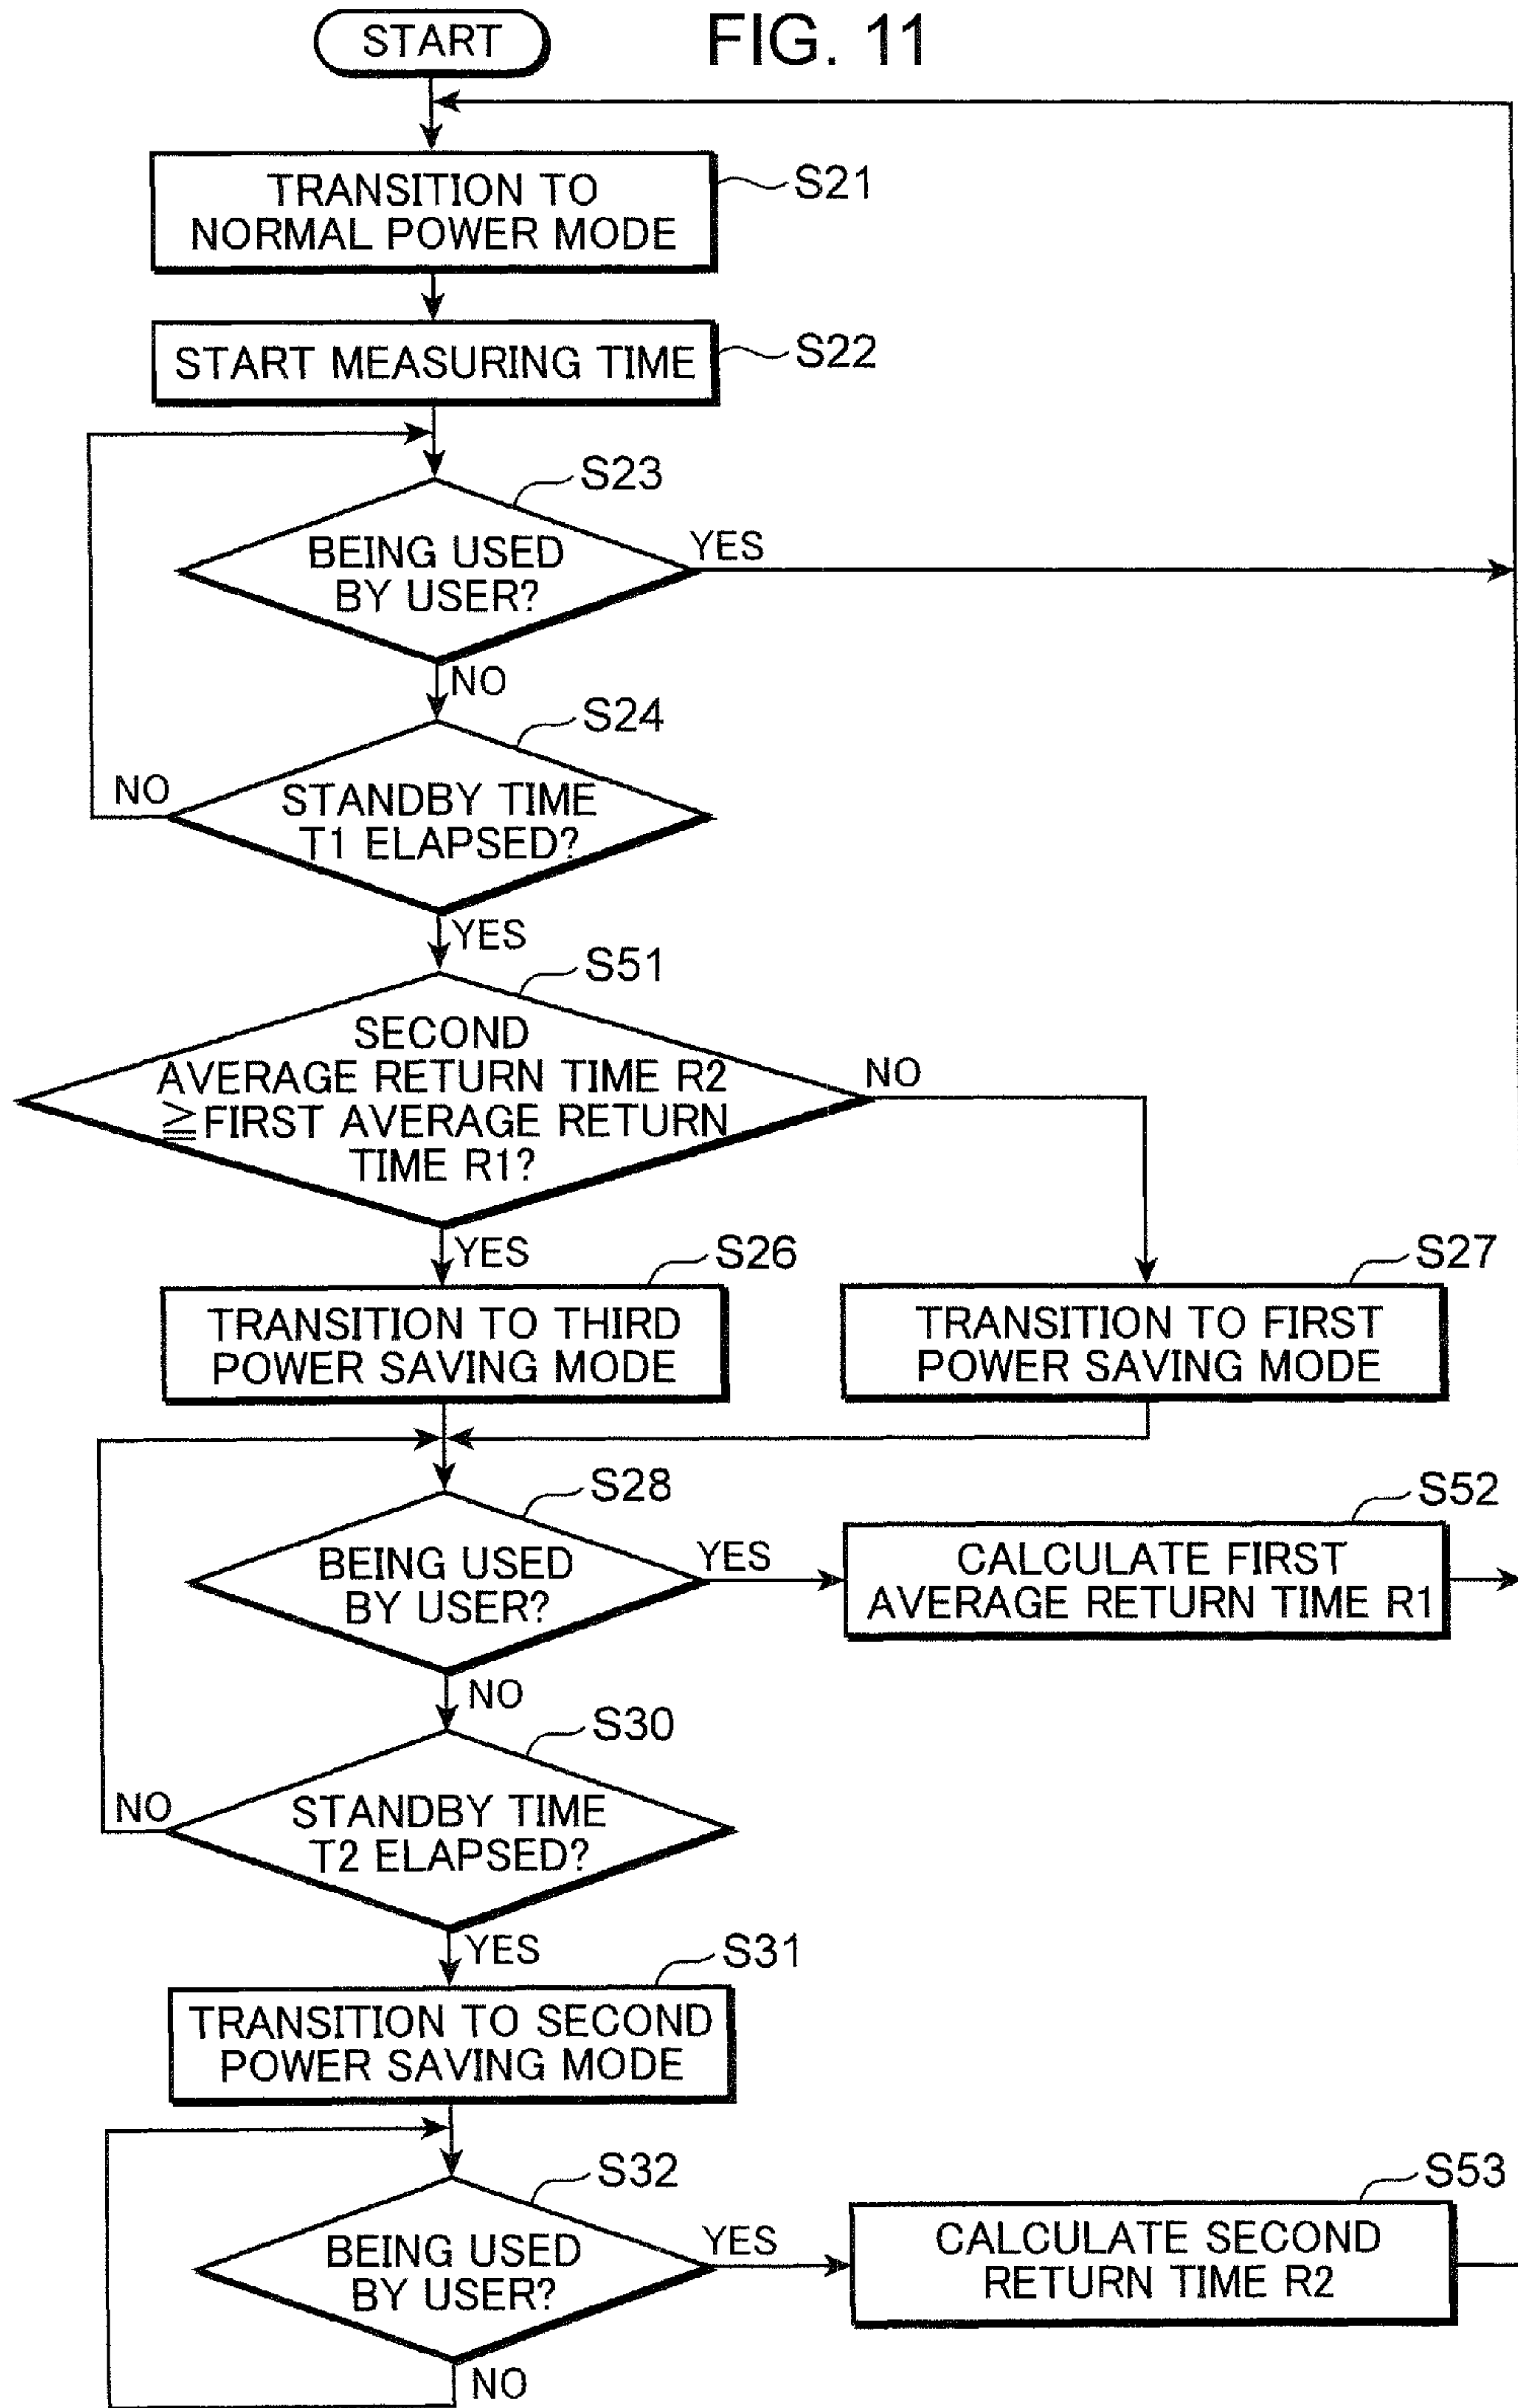 FIG. 11
START
TRANSITION TO
NORMAL POWER MODE
S21
START MEASURING TIME
S22
S23
BEING USED
BY USER?
YES
NO
S24
STANDBY TIME
T1 ELAPSED?
NO
YES
S51
SECOND
AVERAGE RETURN TIME R2
≧FIRST AVERAGE RETURN
TIME R1?
NO
YES
S26
TRANSITION TO THIRD
POWER SAVING MODE
S27
TRANSITION TO FIRST
POWER SAVING MODE
S28
BEING USED
BY USER?
YES
S52
CALCULATE FIRST
AVERAGE RETURN TIME R1
NO
S30
STANDBY TIME
T2 ELAPSED?
NO
YES
S31
TRANSITION TO SECOND
POWER SAVING MODE
S32
BEING USED
BY USER?
YES
S53
CALCULATE SECOND
RETURN TIME R2
NO